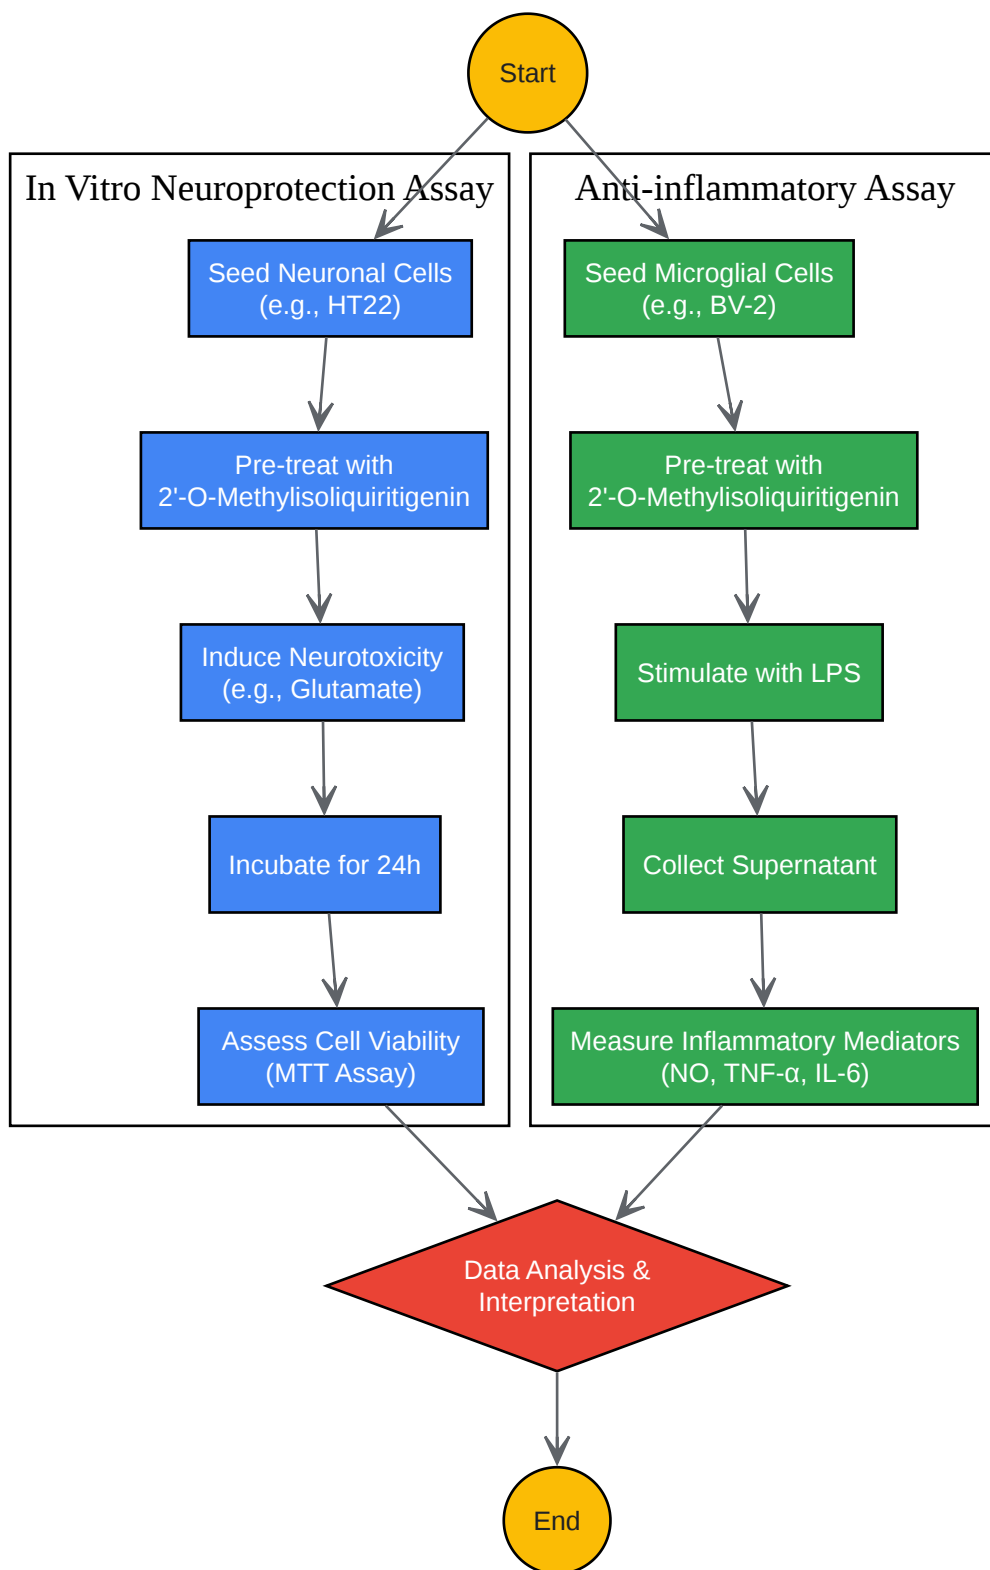 Start
In Vitro Neuroprotection Assay
Seed Neuronal Cells
(e.g., HT22)
Pre-treat with
2'-O-Methylisoliquiritigenin
Induce Neurotoxicity
(e.g., Glutamate)
Incubate for 24h
Assess Cell Viability
(MTT Assay)
Anti-inflammatory Assay
Seed Microglial Cells
(e.g., BV-2)
Pre-treat with
2'-O-Methylisoliquiritigenin
Stimulate with LPS
Collect Supernatant
Measure Inflammatory Mediators
(NO, TNF-α, IL-6)
Data Analysis &
Interpretation
End